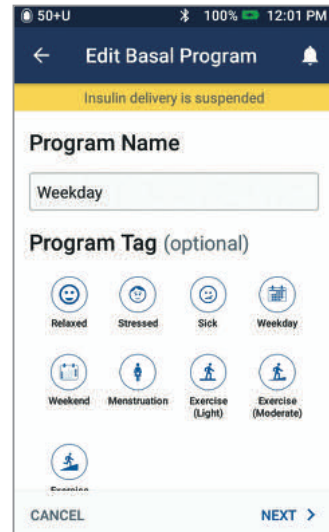 50+U 100% 12:01 PM
Edit Basal Program
Insulin delivery is suspended
Program Name
Weekday
Program Tag (optional)
Relaxed Stressed Sick Weekday
Weekend Menstruation Exercise (Light) Exercise (Moderate)
Exercise
CANCEL NEXT >